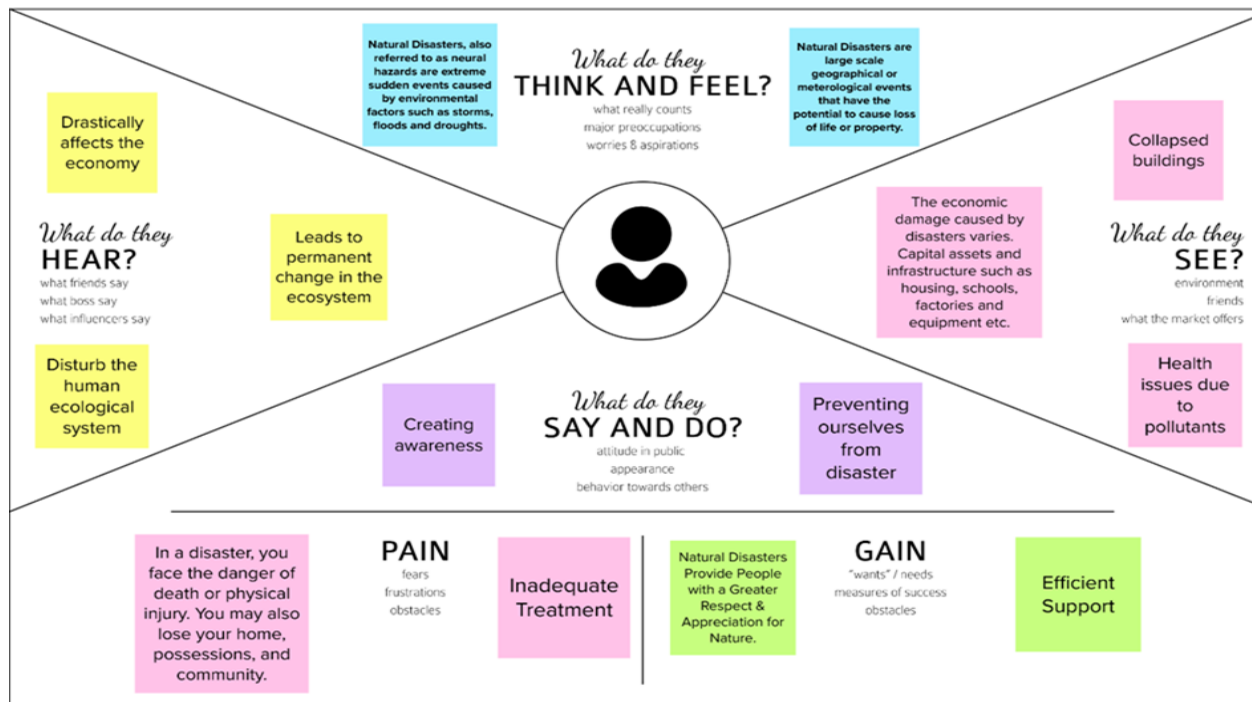 Natural Disasters, also
referred to as neural
hazards are extreme
sudden events caused
by environmental
factors such as storms,
floods and droughts.
What do they
THINK AND FEEL?
what really counts
major preoccupations
worries & aspirations
Natural Disasters are
large scale
geographical or
meterological events
that have the
potential to cause loss
of life or property.
Drastically
affects the
economy
What do they
HEAR?
what friends say
what boss say
what influencers say
Leads to
permanent
change in the
ecosystem
Disturb the
human
ecological
system
Collapsed
buildings
The economic
damage caused by
disasters varies.
Capital assets and
infrastructure such as
housing, schools,
factories and
equipment etc.
What do they
SEE?
environment
friends
what the market offers
Health
issues due
to
pollutants
Creating
awareness
What do they
SAY AND DO?
attitude in public
appearance
behavior towards others
Preventing
ourselves
from
disaster
In a disaster, you
face the danger of
death or physical
injury. You may also
lose your home,
possessions, and
community.
PAIN
fears
frustrations
obstacles
Inadequate
Treatment
Natural Disasters
Provide People
with a Greater
Respect &
Appreciation for
Nature.
GAIN
"wants" / needs
measures of success
obstacles
Efficient
Support